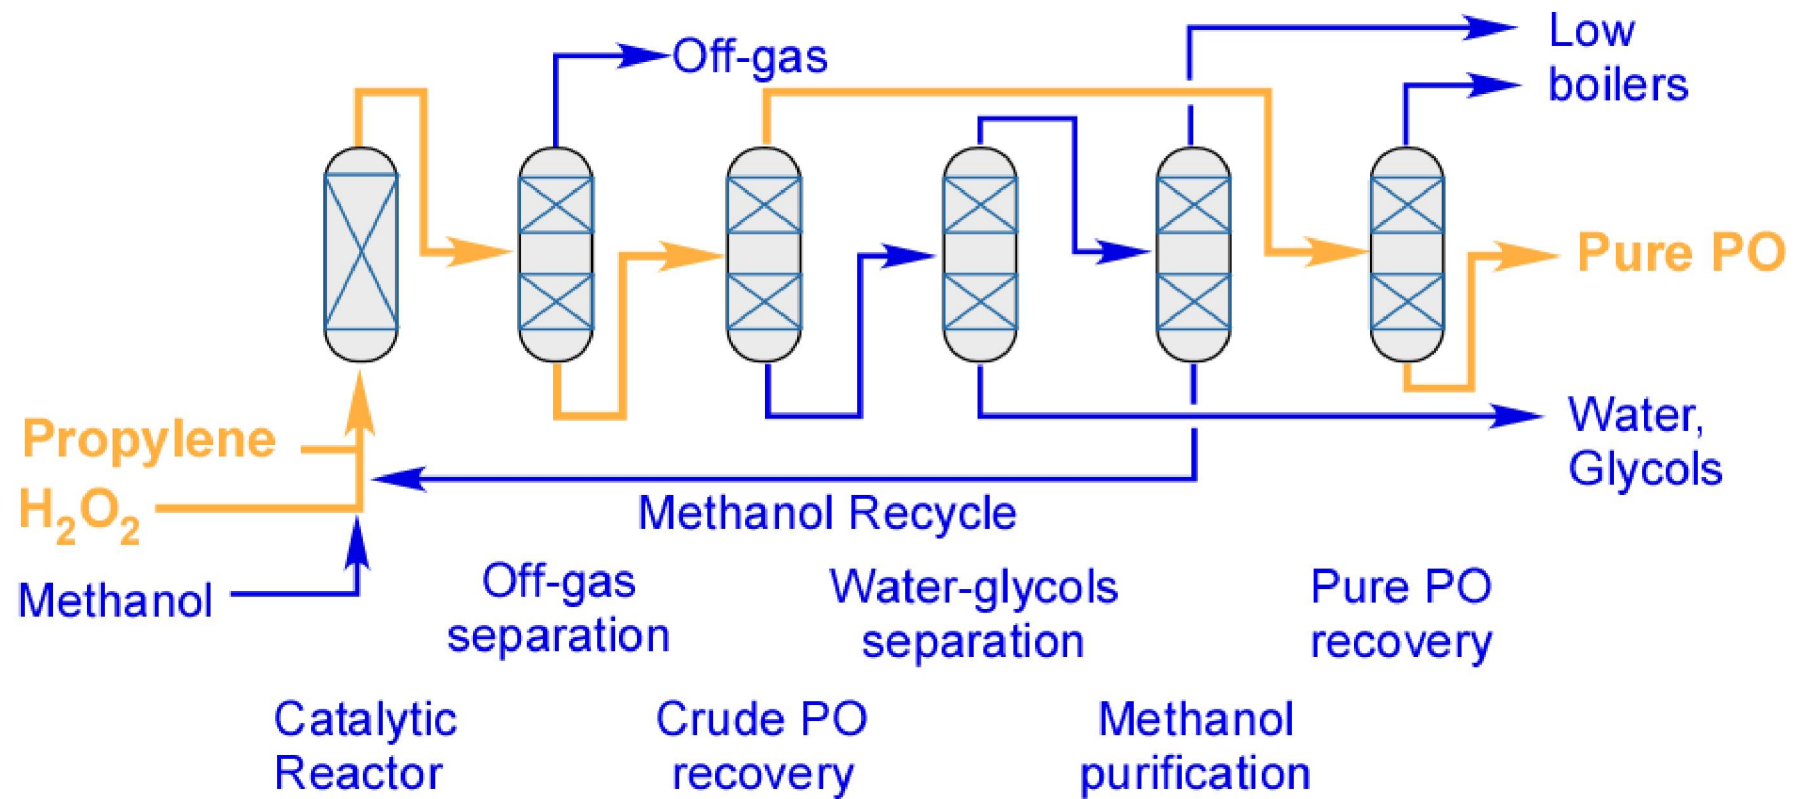 Off-gas
Low
boilers
Pure PO
Propylene
H₂O₂
Methanol
Water,
Glycols
Methanol Recycle
Off-gas
separation
Water-glycols
separation
Pure PO
recovery
Catalytic
Reactor
Crude PO
recovery
Methanol
purification